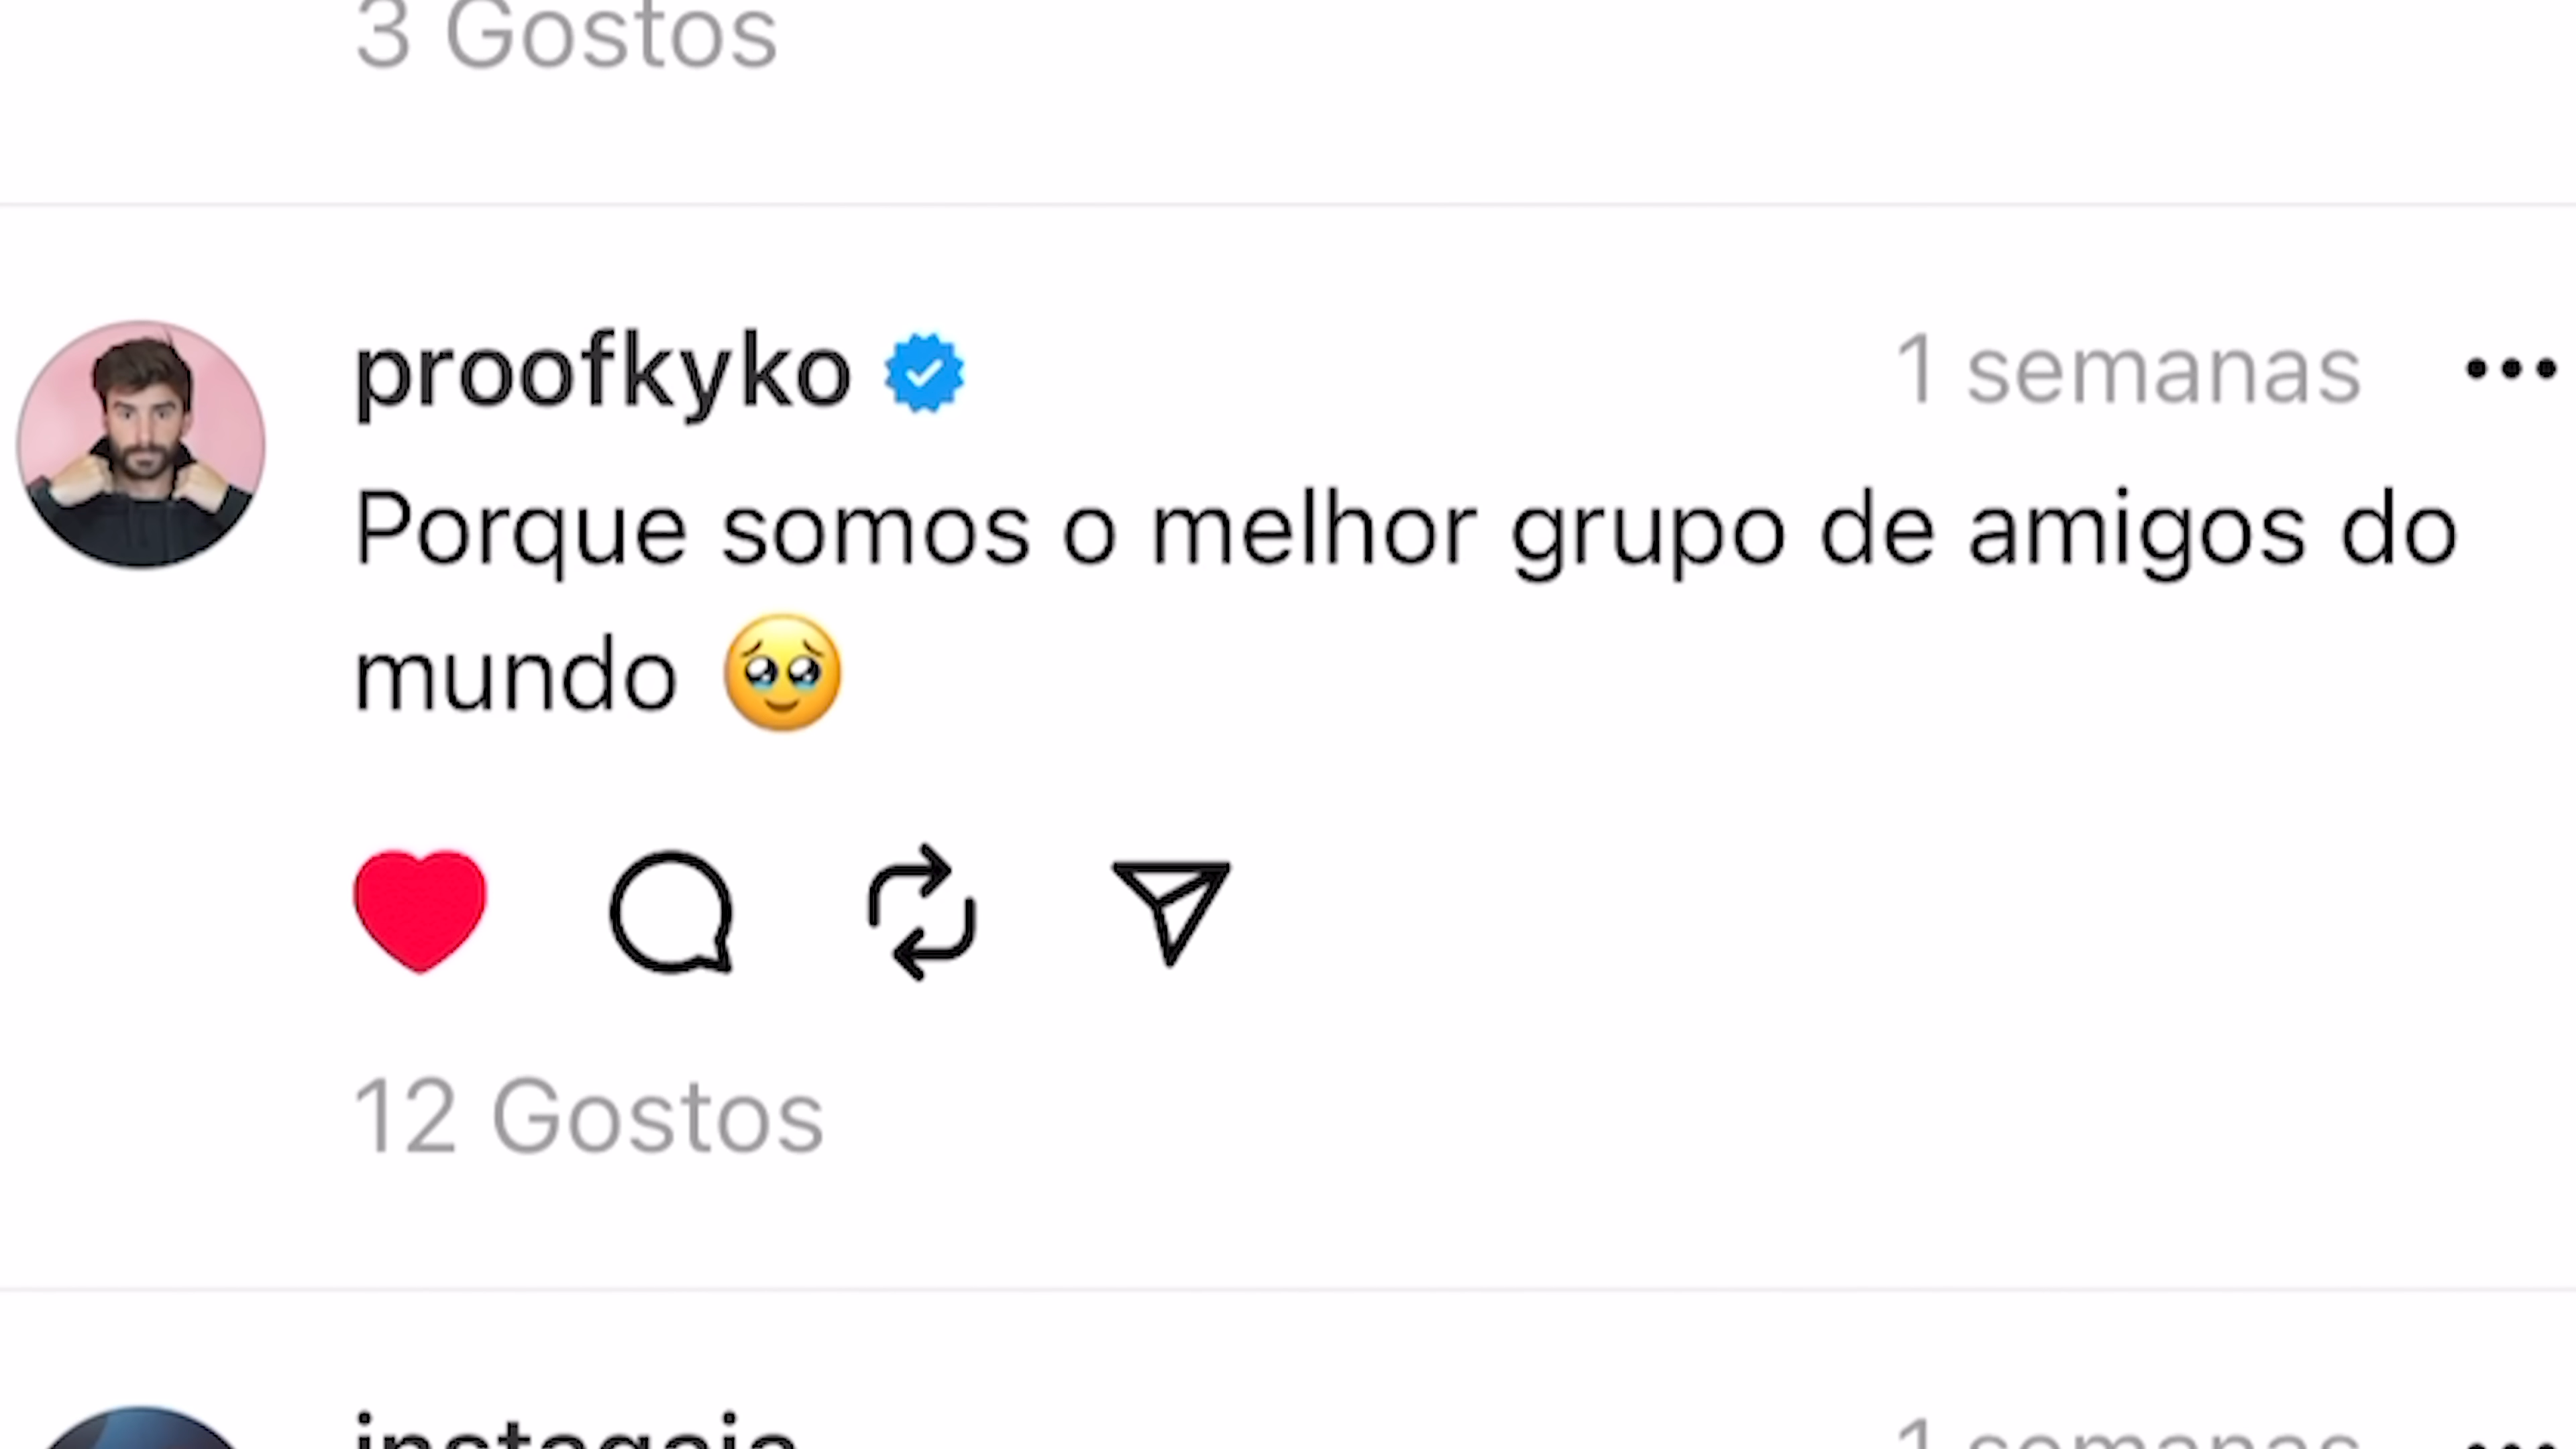 3 Gostos
proofkyko
1 semanas
Porque somos o melhor grupo de amigos do
mundo 🥹
12 Gostos
instagaia
1 semanas